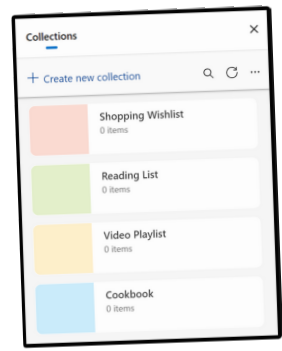 Collections
Create new collection
Shopping Wishlist
0 items
Reading List
0 items
Video Playlist
0 items
Cookbook
0 items